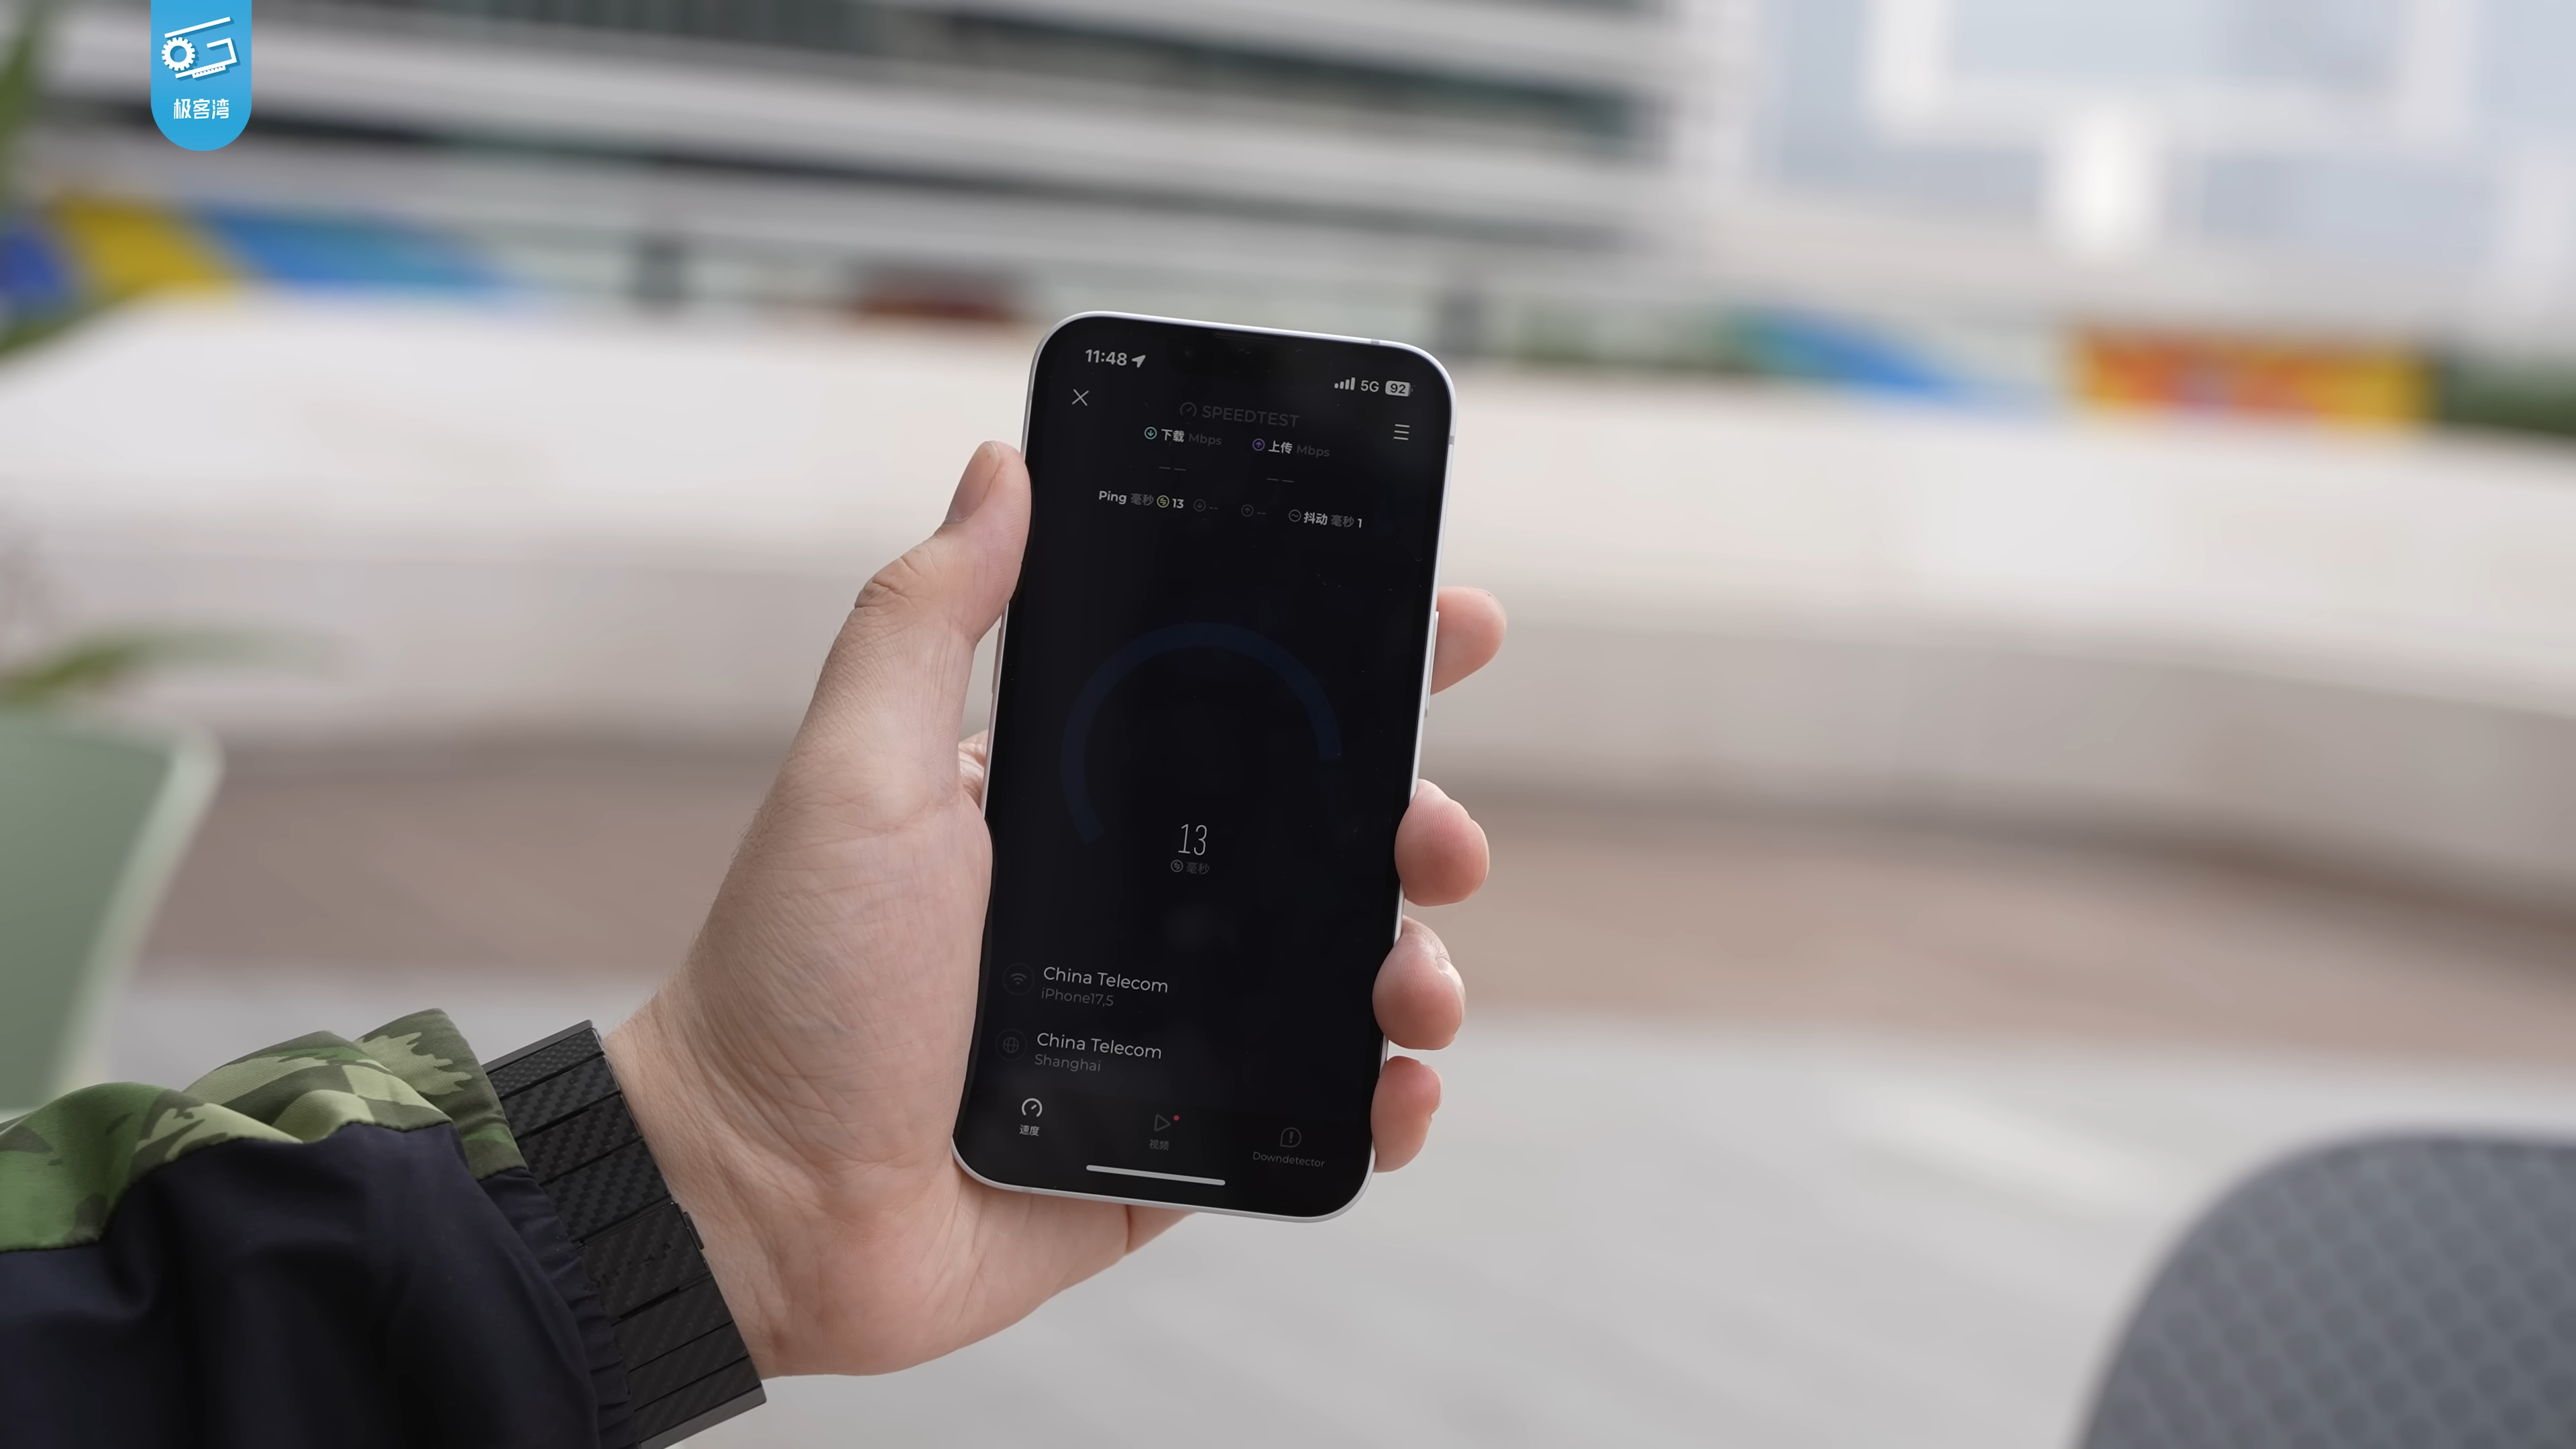 极客湾
11:48
5G 92
SPEEDTEST
下载 Mbps 上传 Mbps
-- --
Ping 毫秒 13 -- -- 抖动 毫秒 1
13
毫秒
China Telecom
iPhone17,5
China Telecom
Shanghai
速度 视频 Downdetector